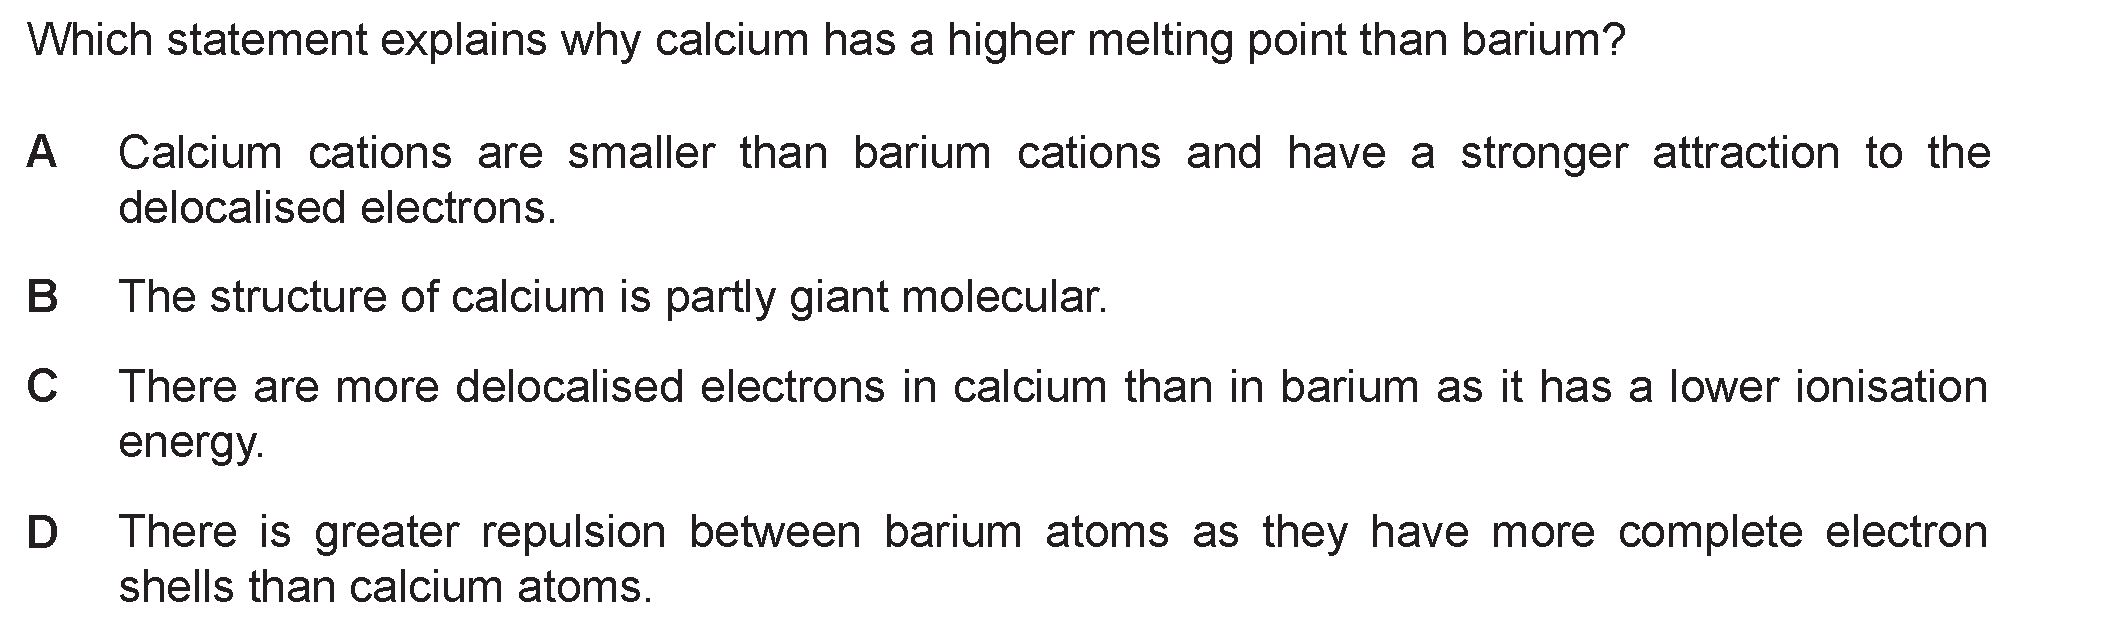 Which statement explains why calcium has a higher melting point than barium?
A Calcium cations are smaller than barium cations and have a stronger attraction to the
delocalised electrons.
B The structure of calcium is partly giant molecular.
C There are more delocalised electrons in calcium than in barium as it has a lower ionisation
energy.
D There is greater repulsion between barium atoms as they have more complete electron
shells than calcium atoms.